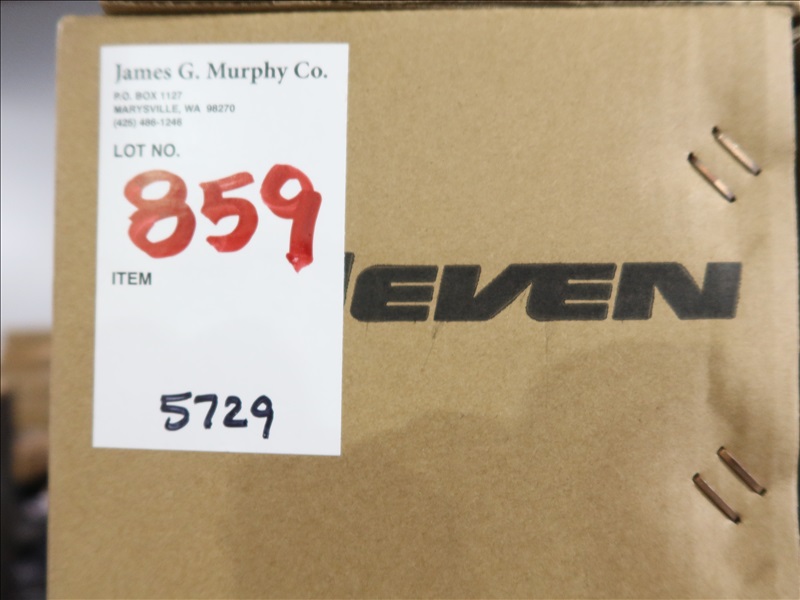 James G. Murphy Co.
P.O. BOX 1127
MARYSVILLE, WA 98270
(425) 486-1246
LOT NO.
859
ITEM
5729
EVEN